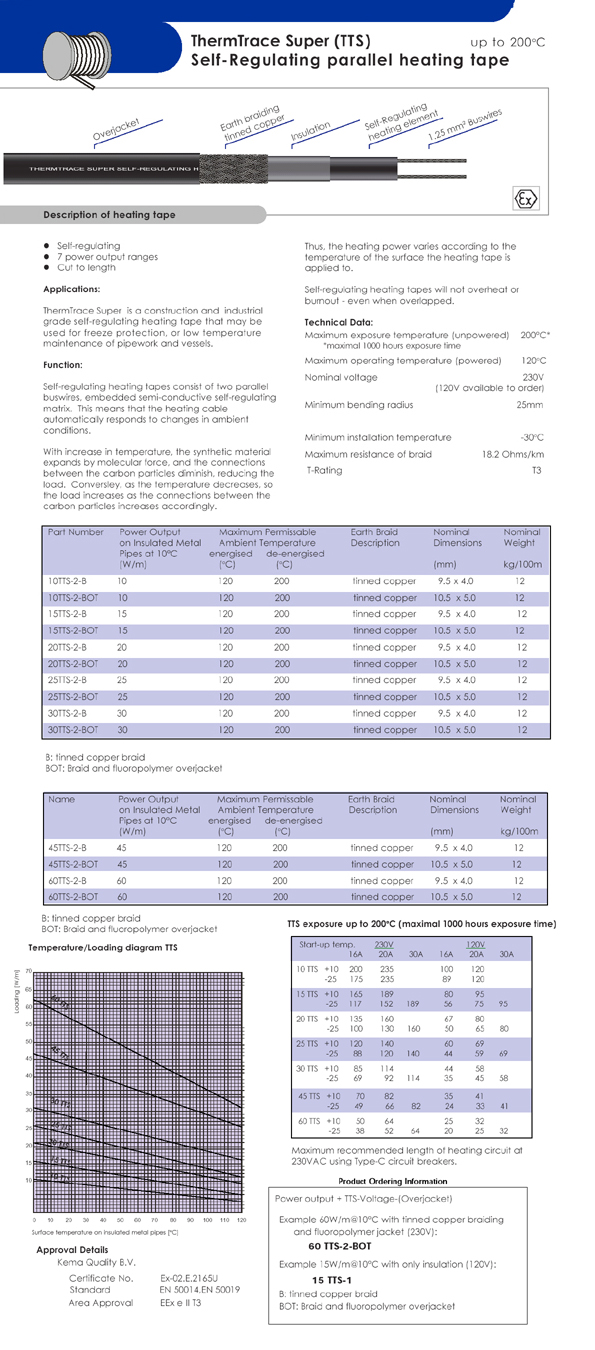 ThermTrace Super (TTS) up to 200°C
Self-Regulating parallel heating tape
Overjacket
Earth braiding
tinned copper
Insulation
Self-Regulating
heating element
1,25 mm² Buswires
THERMTRACE SUPER SELF-REGULATING H
Ex
Description of heating tape
● Self-regulating
● 7 power output ranges
● Cut to length
Applications:
ThermTrace Super is a construction and industrial
grade self-regulating heating tape that may be
used for freeze protection, or low temperature
maintenance of pipework and vessels.
Function:
Self-regulating heating tapes consist of two parallel
buswires, embedded semi-conductive self-regulating
matrix. This means that the heating cable
automatically responds to changes in ambient
conditions.
With increase in temperature, the synthetic material
expands by molecular force, and the connections
between the carbon particles diminish, reducing the
load. Conversley, as the temperature decreases, so
the load increases as the connections between the
carbon particles increases accordingly.
Thus, the heating power varies according to the
temperature of the surface the heating tape is
applied to.
Self-regulating heating tapes will not overheat or
burnout - even when overlapped.
Technical Data:
Maximum exposure temperature (unpowered) 200°C*
*maximal 1000 hours exposure time
Maximum operating temperature (powered) 120°C
Nominal voltage 230V
(120V available to order)
Minimum bending radius 25mm
Minimum installation temperature -30°C
Maximum resistance of braid 18.2 Ohms/km
T-Rating T3
Part Number Power Output Maximum Permissable Earth Braid Nominal Nominal
on Insulated Metal Ambient Temperature Description Dimensions Weight
Pipes at 10°C energised de-energised
(W/m) (°C) (°C) (mm) kg/100m
10TTS-2-B 10 120 200 tinned copper 9.5 x 4.0 12
10TTS-2-BOT 10 120 200 tinned copper 10.5 x 5.0 12
15TTS-2-B 15 120 200 tinned copper 9.5 x 4.0 12
15TTS-2-BOT 15 120 200 tinned copper 10.5 x 5.0 12
20TTS-2-B 20 120 200 tinned copper 9.5 x 4.0 12
20TTS-2-BOT 20 120 200 tinned copper 10.5 x 5.0 12
25TTS-2-B 25 120 200 tinned copper 9.5 x 4.0 12
25TTS-2-BOT 25 120 200 tinned copper 10.5 x 5.0 12
30TTS-2-B 30 120 200 tinned copper 9.5 x 4.0 12
30TTS-2-BOT 30 120 200 tinned copper 10.5 x 5.0 12
B: tinned copper braid
BOT: Braid and fluoropolymer overjacket
Name Power Output Maximum Permissable Earth Braid Nominal Nominal
on Insulated Metal Ambient Temperature Description Dimensions Weight
Pipes at 10°C energised de-energised
(W/m) (°C) (°C) (mm) kg/100m
45TTS-2-B 45 120 200 tinned copper 9.5 x 4.0 12
45TTS-2-BOT 45 120 200 tinned copper 10.5 x 5.0 12
60TTS-2-B 60 120 200 tinned copper 9.5 x 4.0 12
60TTS-2-BOT 60 120 200 tinned copper 10.5 x 5.0 12
B: tinned copper braid
BOT: Braid and fluoropolymer overjacket
Temperature/Loading diagram TTS
Loading [W/m]
70
65
60
55
50
45
40
35
30
25
20
15
10
60 TTS
45 TTS
30 TTS
25 TTS
20 TTS
15 TTS
10 TTS
0 10 20 30 40 50 60 70 80 90 100 110 120
Surface temperature on insulated metal pipes [°C]
Approval Details
Kema Quality B.V.
Certificate No. Ex-02.E.2165U
Standard EN 50014,EN 50019
Area Approval EEx e II T3
TTS exposure up to 200°C (maximal 1000 hours exposure time)
Start-up temp. 230V 120V
16A 20A 30A 16A 20A 30A
10 TTS +10 200 235 100 120
-25 175 235 89 120
15 TTS +10 165 189 80 95
-25 117 152 189 56 75 95
20 TTS +10 135 160 67 80
-25 100 130 160 50 65 80
25 TTS +10 120 140 60 69
-25 88 120 140 44 59 69
30 TTS +10 85 114 44 58
-25 69 92 114 35 45 58
45 TTS +10 70 82 35 41
-25 49 66 82 24 33 41
60 TTS +10 50 64 25 32
-25 38 52 64 20 25 32
Maximum recommended length of heating circuit at
230VAC using Type-C circuit breakers.
Product Ordering Information
Power output + TTS-Voltage-(Overjacket)
Example 60W/m@10°C with tinned copper braiding
and fluoropolymer jacket (230V):
60 TTS-2-BOT
Example 15W/m@10°C with only insulation (120V):
15 TTS-1
B: tinned copper braid
BOT: Braid and fluoropolymer overjacket